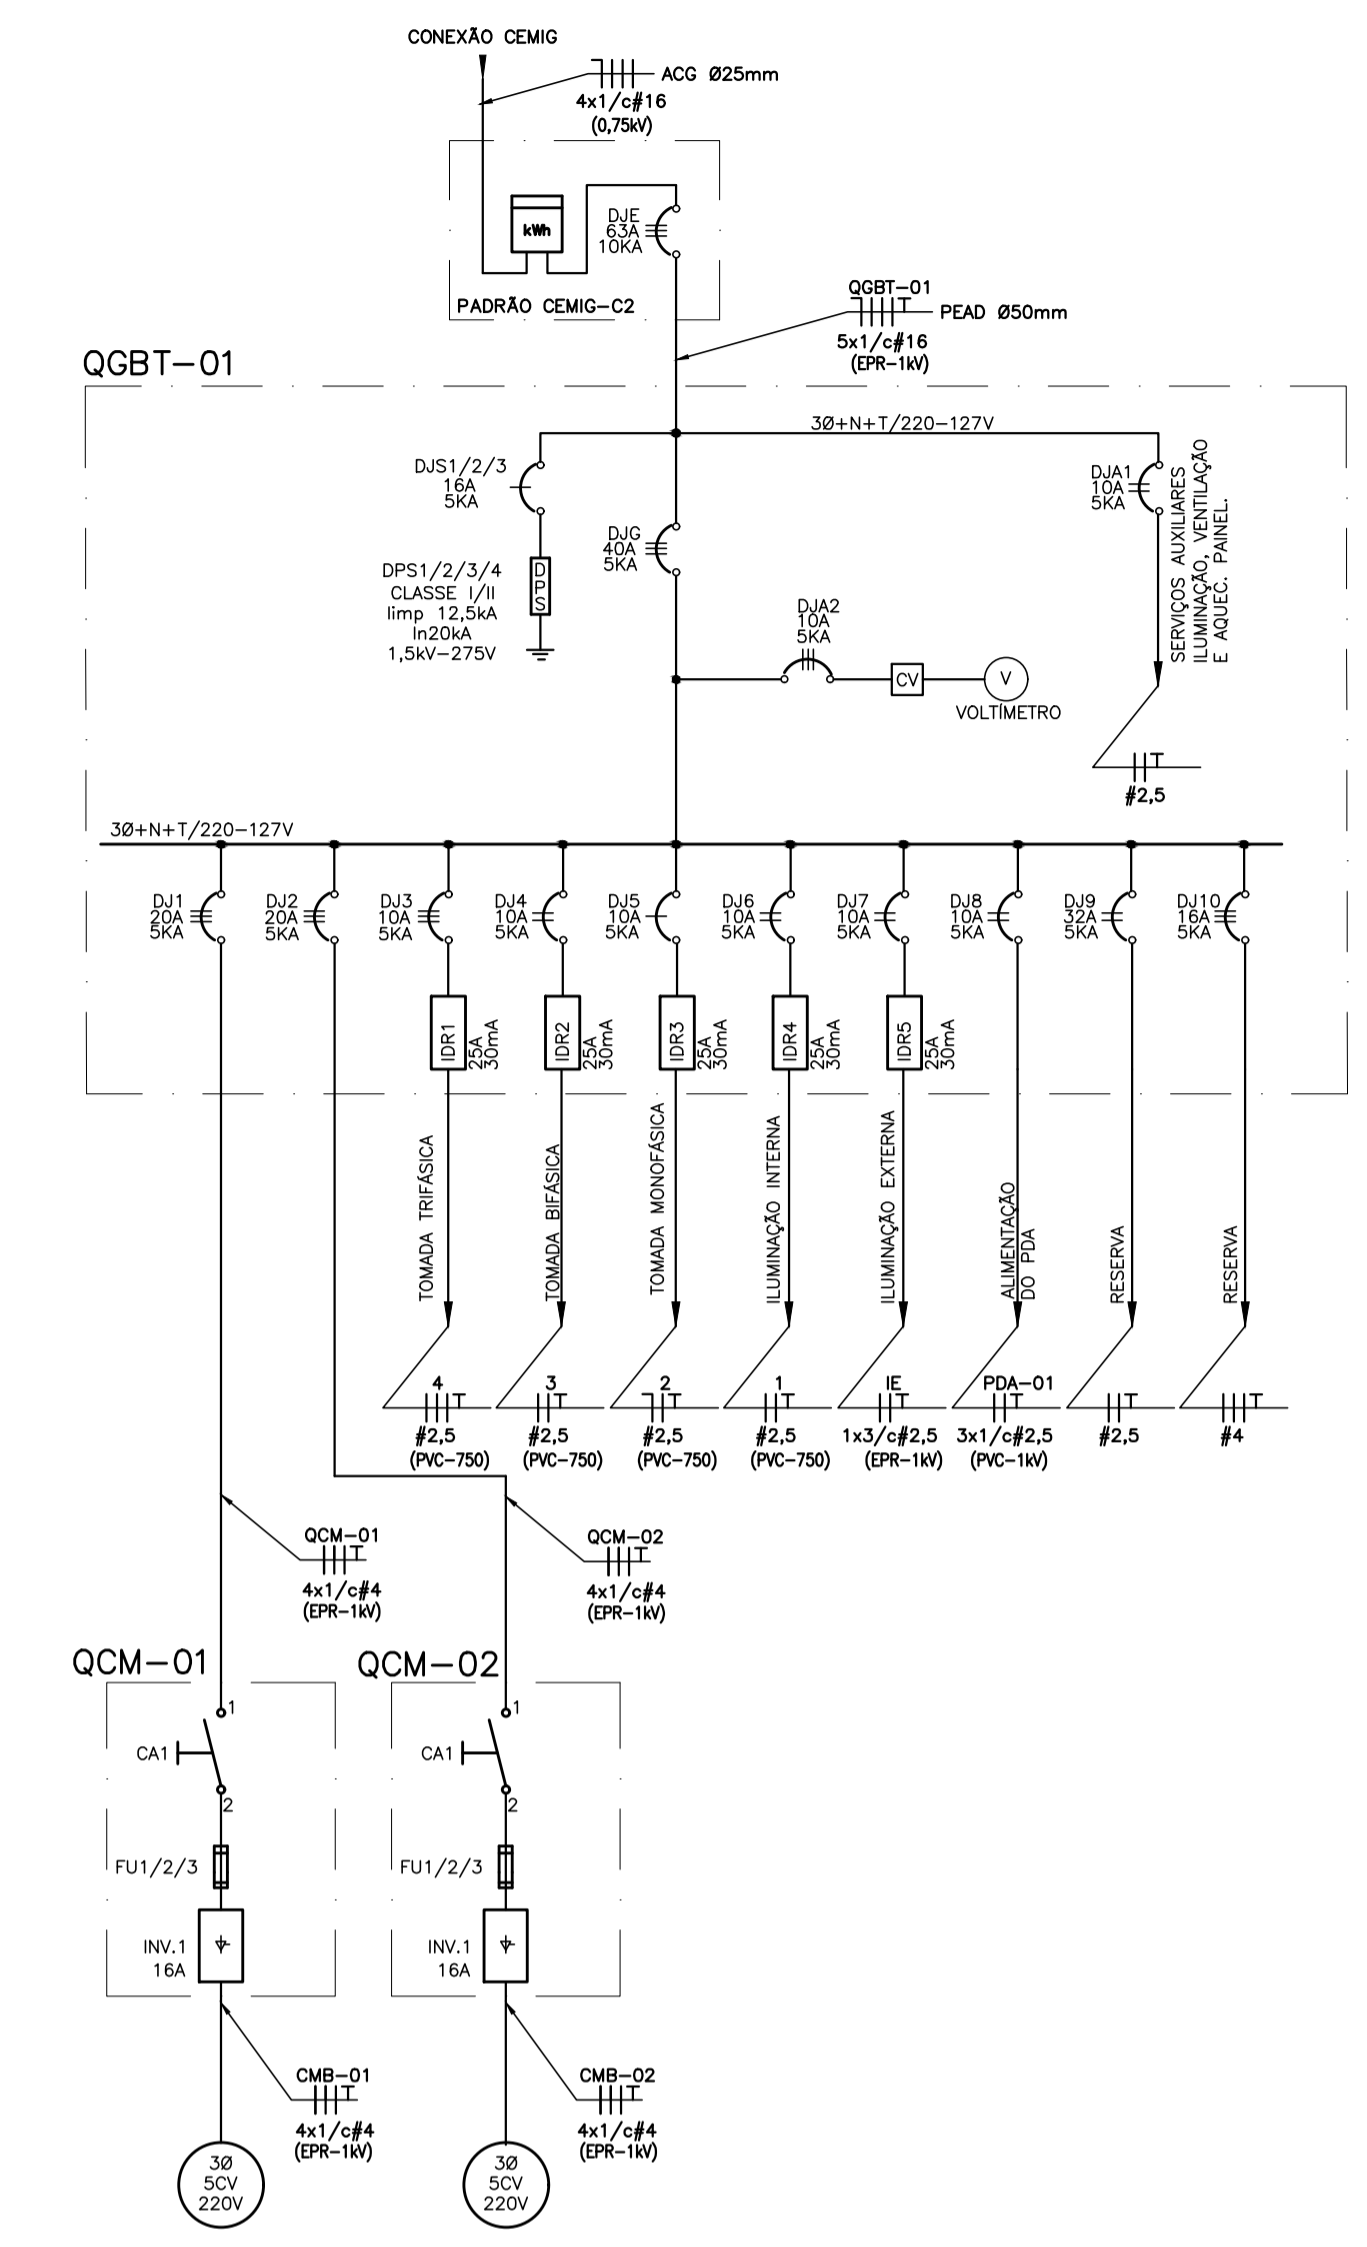 CONEXÃO CEMIG
ACG Ø25mm
4x1/c#16
(0,75kV)
kWh
DJE
63A
10KA
PADRÃO CEMIG-C2
QGBT-01
T
PEAD Ø50mm
5x1/c#16
(EPR-1kV)
QGBT-01
3Ø+N+T/220-127V
DJS1/2/3
16A
5KA
DPS1/2/3/4
CLASSE I/II
Iimp 12,5kA
In20kA
1,5kV-275V
DPS
DJG
40A
5KA
DJA2
10A
5KA
CV
V
VOLTÍMETRO
DJA1
10A
5KA
SERVIÇOS AUXILIARES
ILUMINAÇÃO, VENTILAÇÃO
E AQUEC. PAINEL.
T
#2,5
3Ø+N+T/220-127V
DJ1
20A
5KA
DJ2
20A
5KA
DJ3
10A
5KA
DJ4
10A
5KA
DJ5
10A
5KA
DJ6
10A
5KA
DJ7
10A
5KA
DJ8
10A
5KA
DJ9
32A
5KA
DJ10
16A
5KA
IDR1
25A
30mA
IDR2
25A
30mA
IDR3
25A
30mA
IDR4
25A
30mA
IDR5
25A
30mA
TOMADA TRIFÁSICA
TOMADA BIFÁSICA
TOMADA MONOFÁSICA
ILUMINAÇÃO INTERNA
ILUMINAÇÃO EXTERNA
ALIMENTAÇÃO
DO PDA
RESERVA
RESERVA
4
T
#2,5
(PVC-750)
3
T
#2,5
(PVC-750)
2
T
#2,5
(PVC-750)
1
T
#2,5
(PVC-750)
IE
T
1x3/c#2,5
(EPR-1kV)
PDA-01
T
3x1/c#2,5
(PVC-1kV)
T
#2,5
T
#4
QCM-01
T
4x1/c#4
(EPR-1kV)
QCM-02
T
4x1/c#4
(EPR-1kV)
QCM-01
1
CA1
2
FU1/2/3
INV.1
16A
QCM-02
1
CA1
2
FU1/2/3
INV.1
16A
CMB-01
T
4x1/c#4
(EPR-1kV)
CMB-02
T
4x1/c#4
(EPR-1kV)
3Ø
5CV
220V
3Ø
5CV
220V